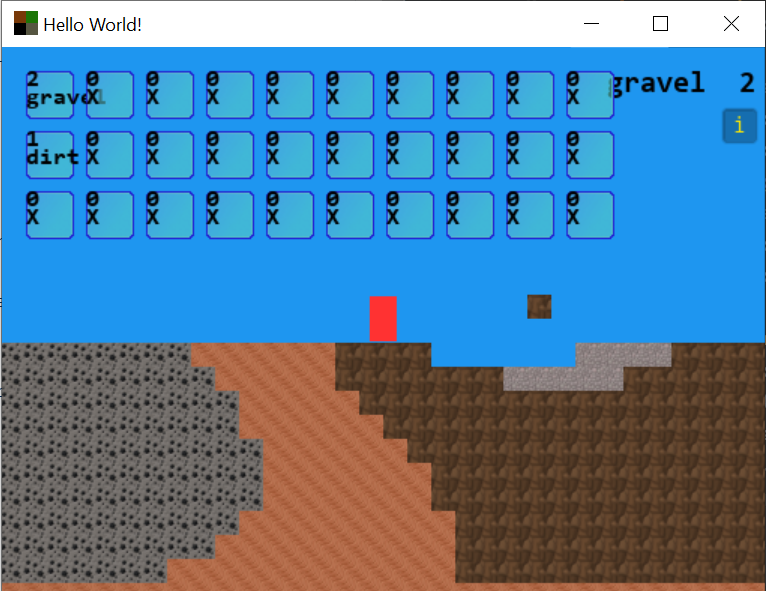 Hello World!
2 0 0 0 0 0 0 0 0 0
gravel X X X X X X X X X
gravel 2
i
1 0 0 0 0 0 0 0 0 0
dirt X X X X X X X X X
0 0 0 0 0 0 0 0 0 0
X X X X X X X X X X